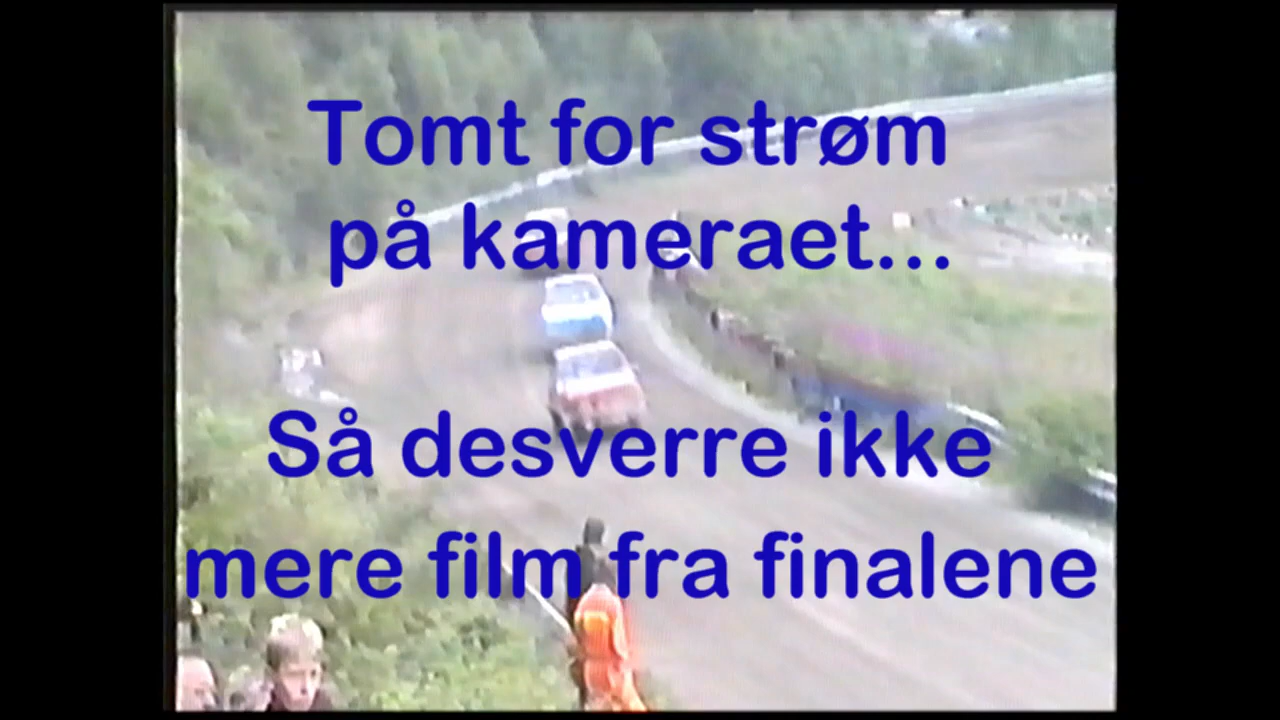 Tomt for strøm
på kameraet...
Så desverre ikke
mere film fra finalene